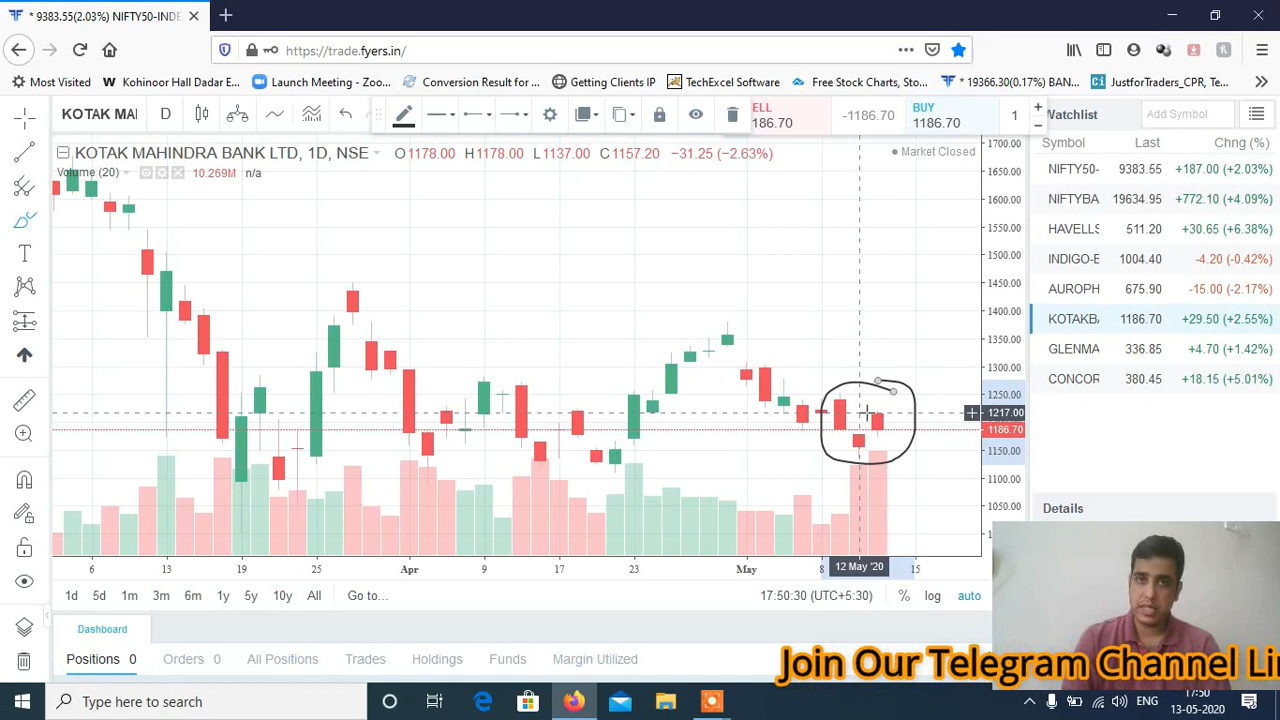 * 9383.55(2.03%) NIFTY50-INDE
https://trade.fyers.in/
Most Visited
Kohinoor Hall Dadar E...
Launch Meeting - Zoo...
Conversion Result for ...
Getting Clients IP
TechExcel Software
Free Stock Charts, Sto...
* 19366.30(0.17%) BAN...
JustforTraders_CPR, Te...
KOTAK MAI
D
SELL
186.70
-1186.70
BUY
1186.70
1
Watchlist
Add Symbol
KOTAK MAHINDRA BANK LTD, 1D, NSE
O1178.00 H1178.00 L1137.00 C1157.20 −31.25 (−2.63%)
Market Closed
Volume (20)
10.269M n/a
1700.00
1650.00
1600.00
1550.00
1500.00
1450.00
1400.00
1350.00
1300.00
1250.00
1217.00
1186.70
1150.00
1100.00
1050.00
Symbol Last Chng (%)
NIFTY50- 9383.55 +187.00 (+2.03%)
NIFTYBA 19634.95 +772.10 (+4.09%)
HAVELLS 511.20 +30.65 (+6.38%)
INDIGO-E 1004.40 -4.20 (-0.42%)
AUROPH 675.90 -15.00 (-2.17%)
KOTAKBA 1186.70 +29.50 (+2.55%)
GLENMA 336.85 +4.70 (+1.42%)
CONCOR 380.45 +18.15 (+5.01%)
Details
6 13 19 25 Apr 9 17 23 May 8 12 May '20 15
1d 5d 1m 3m 6m 1y 5y 10y All Go to...
17:50:30 (UTC+5:30) % log auto
Dashboard
Positions 0 Orders 0 All Positions Trades Holdings Funds Margin Utilized
Join Our Telegram Channel Li
Type here to search
ENG
17:50
13-05-2020